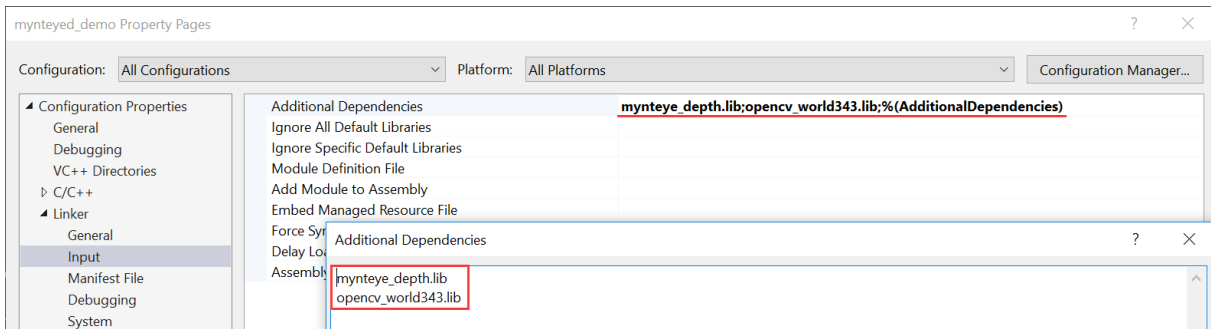 mynteyed_demo Property Pages
Configuration: All Configurations Platform: All Platforms Configuration Manager...
Configuration Properties
General
Debugging
VC++ Directories
C/C++
Linker
General
Input
Manifest File
Debugging
System
Additional Dependencies mynteye_depth.lib;opencv_world343.lib;%(AdditionalDependencies)
Ignore All Default Libraries
Ignore Specific Default Libraries
Module Definition File
Add Module to Assembly
Embed Managed Resource File
Force Syr
Delay Loa
Assembly
Additional Dependencies
mynteye_depth.lib
opencv_world343.lib